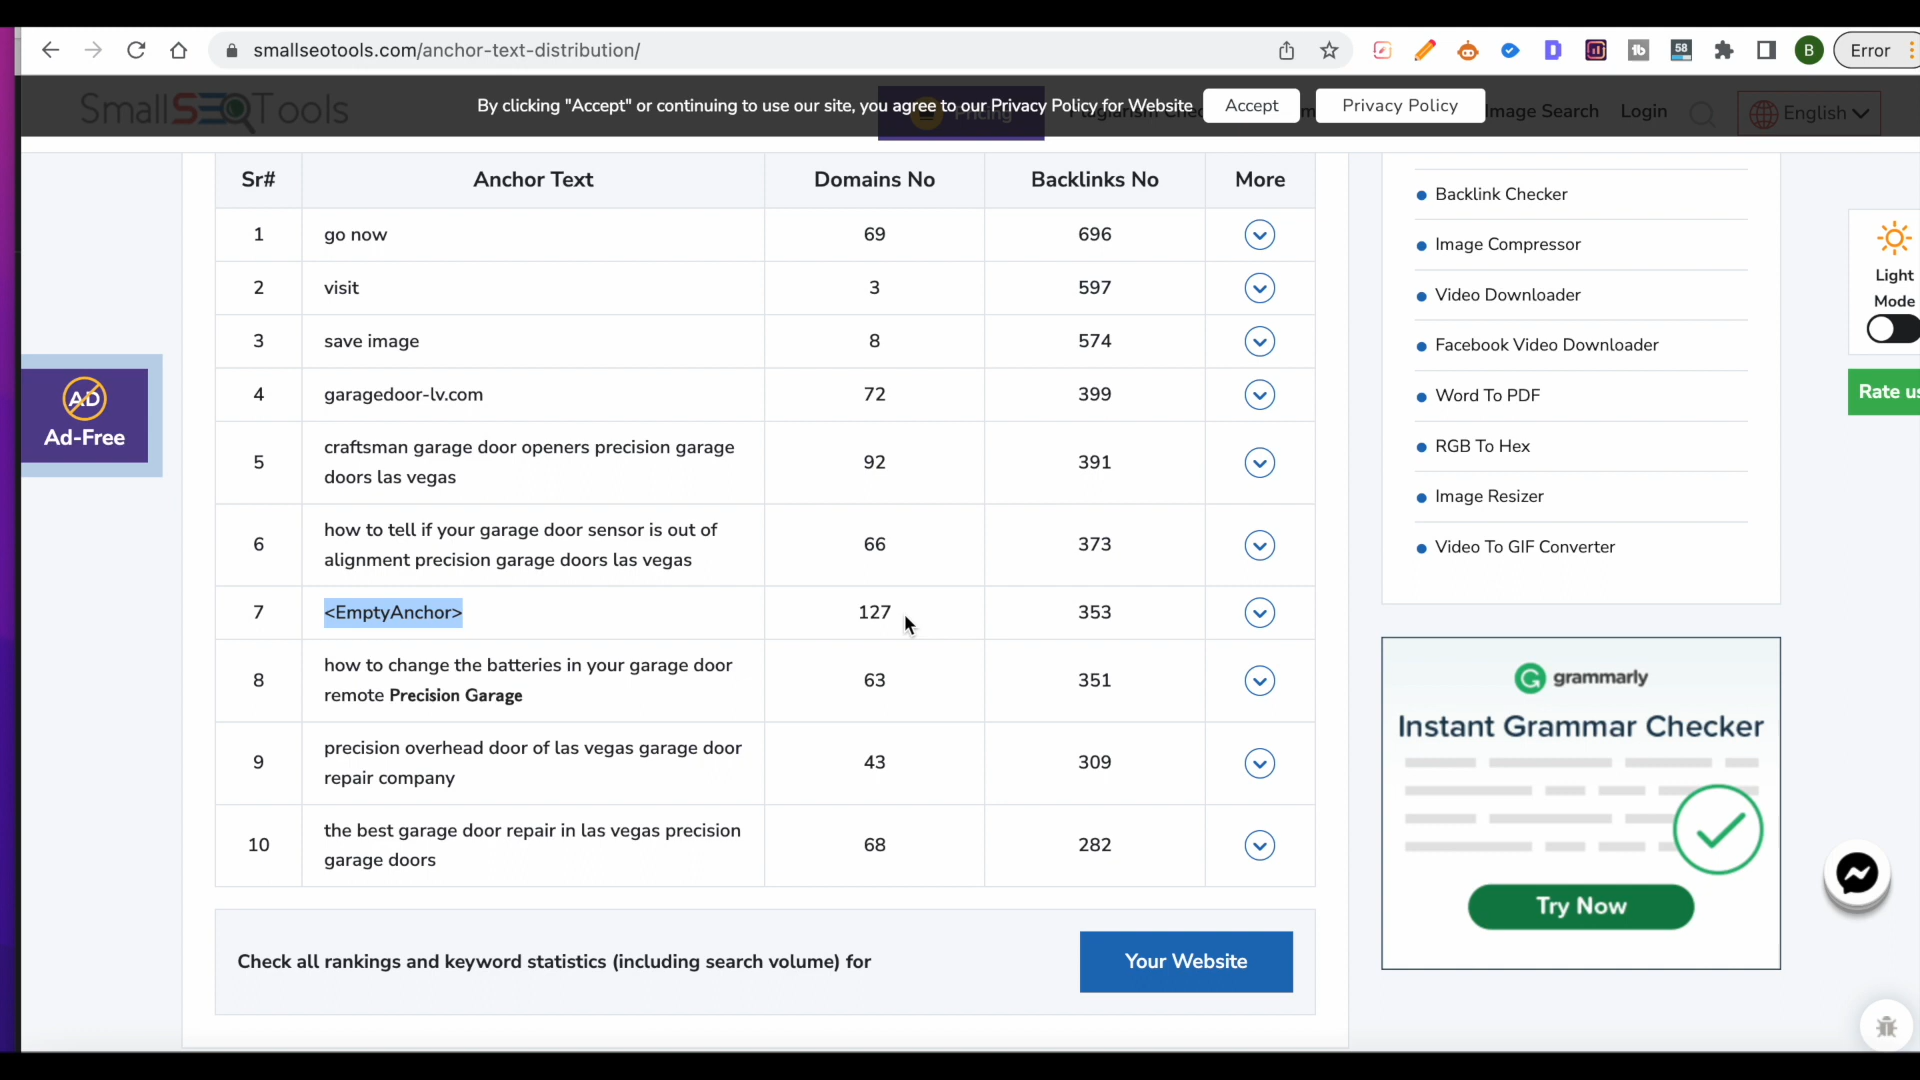 smallseotools.com/anchor-text-distribution/
58
B
Error
SmallSEOTools
By clicking "Accept" or continuing to use our site, you agree to our Privacy Policy for Website
Accept
Privacy Policy
Pricing
Image Search
Login
English
Sr#
Anchor Text
Domains No
Backlinks No
More
1
go now
69
696
2
visit
3
597
3
save image
8
574
4
garagedoor-lv.com
72
399
5
craftsman garage door openers precision garage
doors las vegas
92
391
6
how to tell if your garage door sensor is out of
alignment precision garage doors las vegas
66
373
7
<EmptyAnchor>
127
353
8
how to change the batteries in your garage door
remote Precision Garage
63
351
9
precision overhead door of las vegas garage door
repair company
43
309
10
the best garage door repair in las vegas precision
garage doors
68
282
Check all rankings and keyword statistics (including search volume) for
Your Website
AD
Ad-Free
Backlink Checker
Image Compressor
Video Downloader
Facebook Video Downloader
Word To PDF
RGB To Hex
Image Resizer
Video To GIF Converter
grammarly
Instant Grammar Checker
Try Now
Light
Mode
Rate us